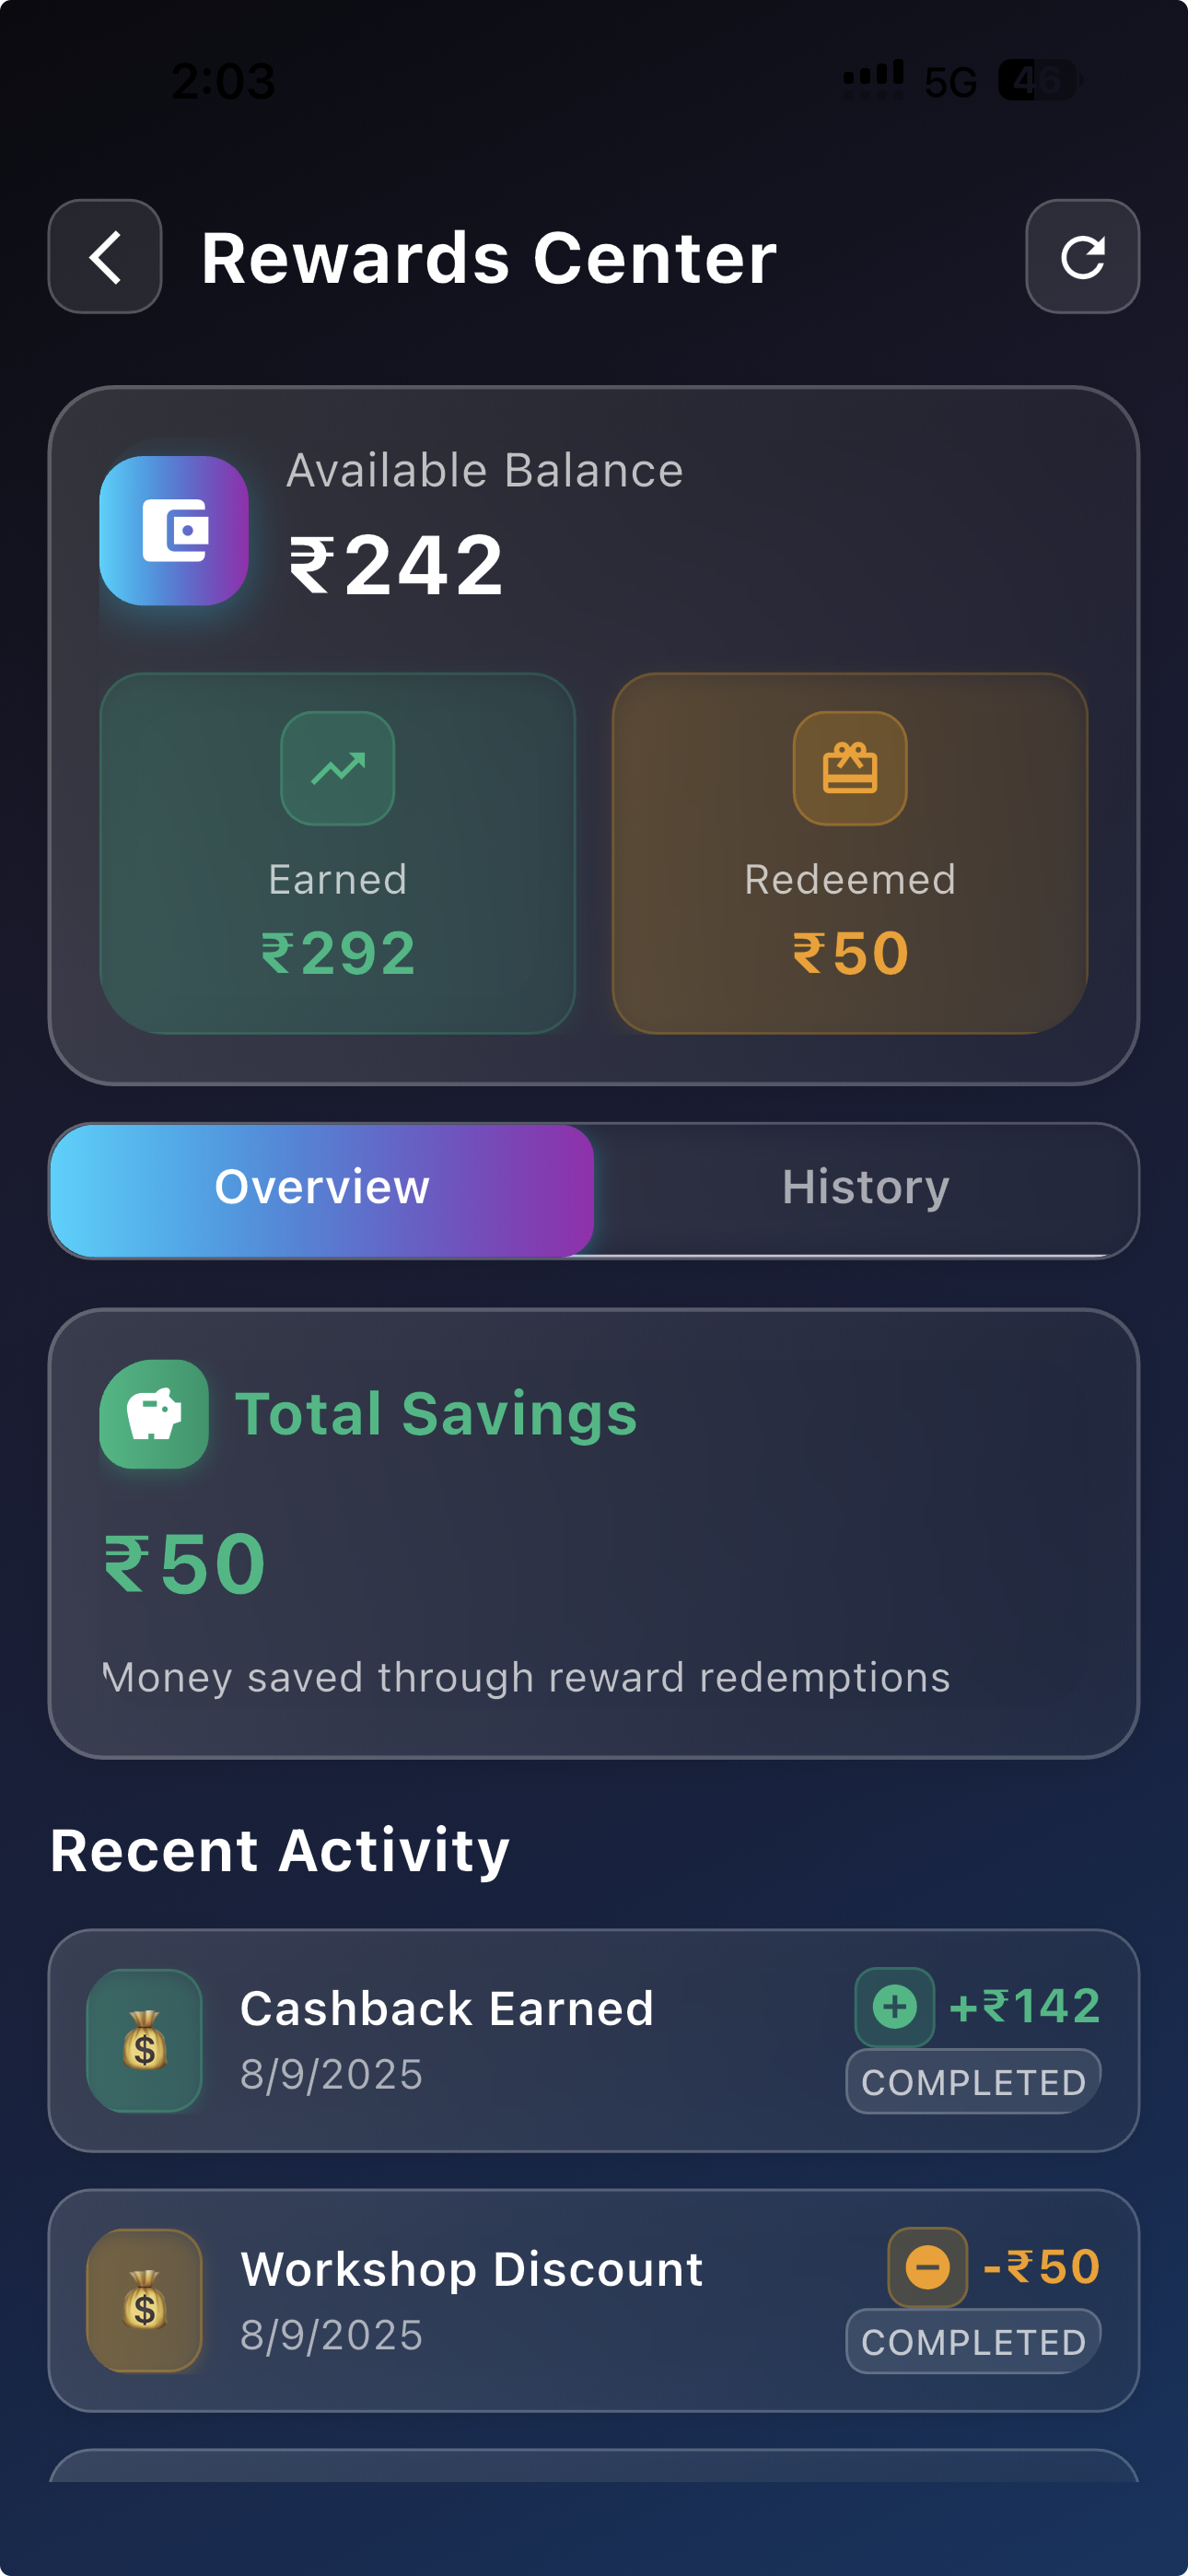 2:03
5G 46
Rewards Center
Available Balance
₹242
Earned
₹292
Redeemed
₹50
Overview
History
Total Savings
₹50
Money saved through reward redemptions
Recent Activity
Cashback Earned
+₹142
8/9/2025
COMPLETED
Workshop Discount
-₹50
8/9/2025
COMPLETED